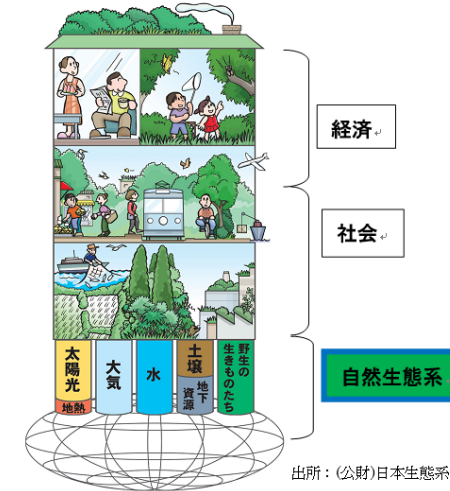 経済
社会
自然生態系
太陽光
地熱
大気
水
土壌
地下
資源
野生の
生きものたち
出所：(公財)日本生態系